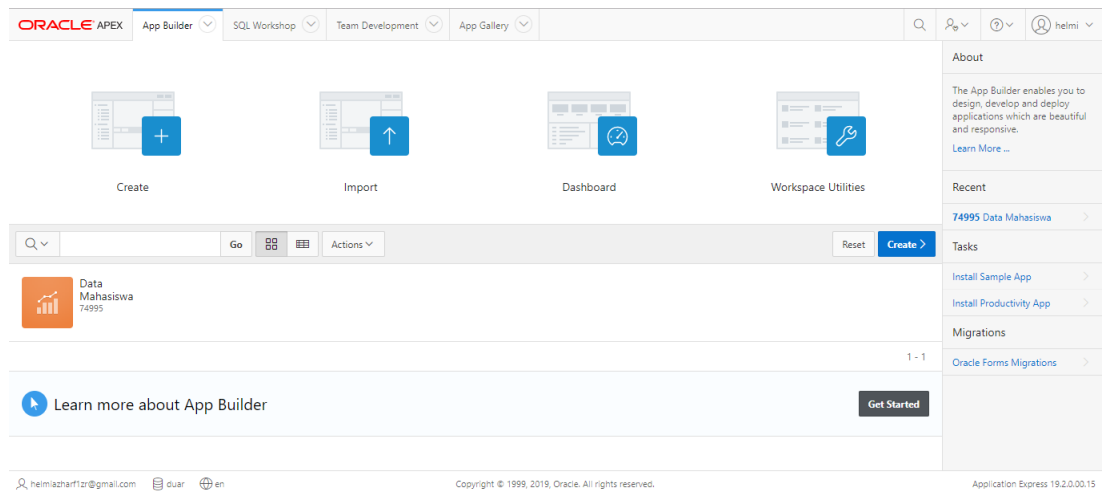 ORACLE APEX App Builder SQL Workshop Team Development App Gallery helmi
Create Import Dashboard Workspace Utilities
About
The App Builder enables you to
design, develop and deploy
applications which are beautiful
and responsive.
Learn More ...
Recent
74995 Data Mahasiswa
Tasks
Install Sample App
Install Productivity App
Migrations
Oracle Forms Migrations
Go Actions Reset Create
Data
Mahasiswa
74995
1 - 1
Learn more about App Builder Get Started
helmiazharf1zr@gmail.com duar en Copyright © 1999, 2019, Oracle. All rights reserved. Application Express 19.2.0.00.15